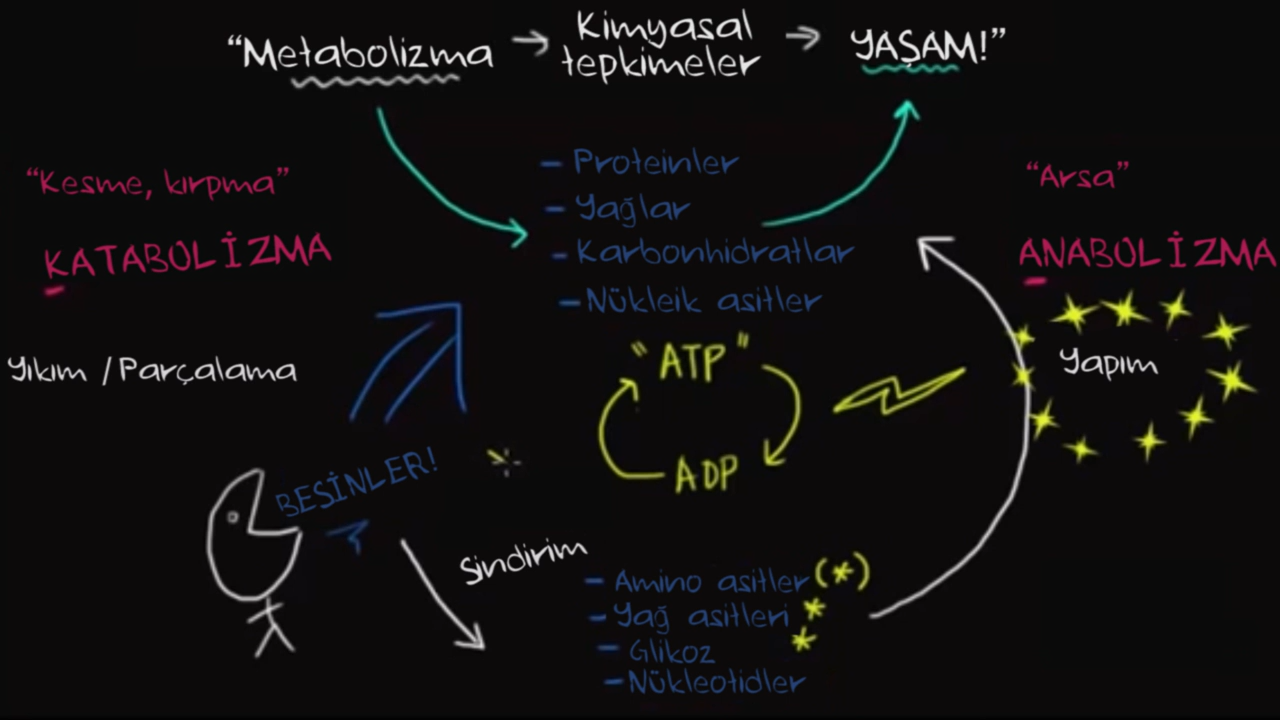 "Metabolizma → Kimyasal tepkimeler → YAŞAM!"
- Proteinler
- Yağlar
- Karbonhidratlar
- Nükleik asitler
"Kesme, kırpma"
KATABOLİZMA
Yıkım / Parçalama
"Arsa"
ANABOLİZMA
Yapım
"ATP"
ADP
BESİNLER!
Sindirim
- Amino asitler (*)
- Yağ asitleri *
- Glikoz *
- Nükleotidler